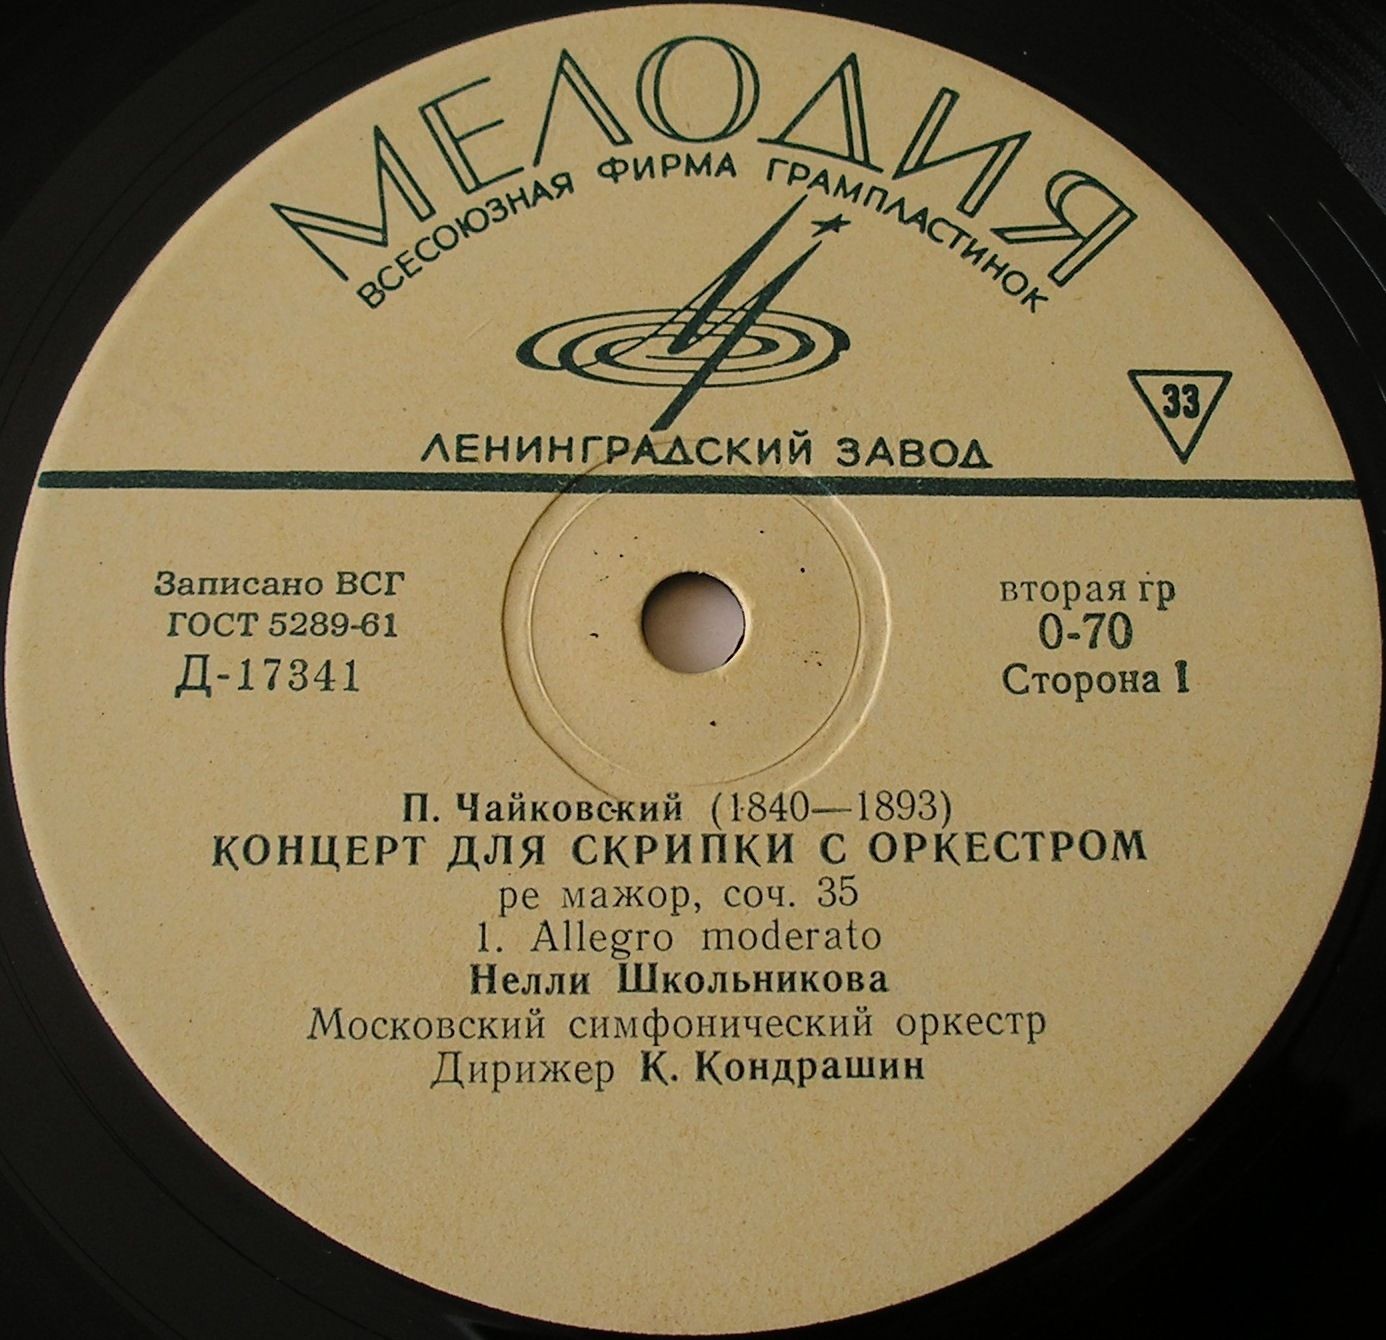 МЕЛОДИЯ
ВСЕСОЮЗНАЯ ФИРМА ГРАМПЛАСТИНОК
33
ЛЕНИНГРАДСКИЙ ЗАВОД
Записано ВСГ
ГОСТ 5289-61
Д-17341
вторая гр
0-70
Сторона 1
П. Чайковский (1840—1893)
КОНЦЕРТ ДЛЯ СКРИПКИ С ОРКЕСТРОМ
ре мажор, соч. 35
1. Allegro moderato
Нелли Школьникова
Московский симфонический оркестр
Дирижер К. Кондрашин